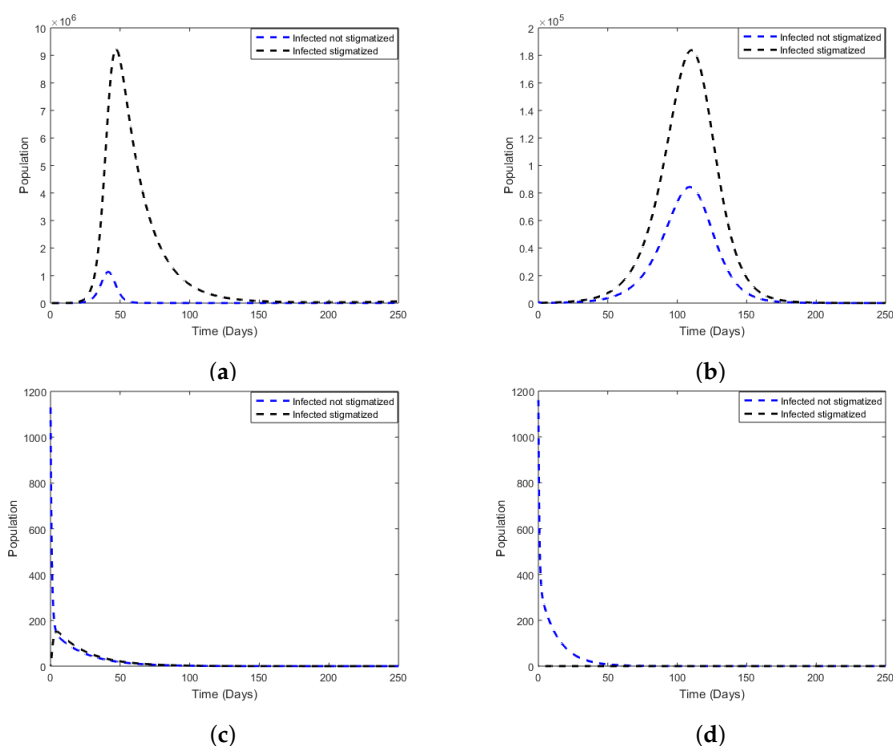 ×10⁶
10
9
8
7
6
5
4
3
2
1
0
Population
0 50 100 150 200 250
Time (Days)
Infected not stigmatized
Infected stigmatized
(a)
×10⁵
2
1.8
1.6
1.4
1.2
1
0.8
0.6
0.4
0.2
0
Population
0 50 100 150 200 250
Time (Days)
Infected not stigmatized
Infected stigmatized
(b)
1200
1000
800
600
400
200
0
Population
0 50 100 150 200 250
Time (Days)
Infected not stigmatized
Infected stigmatized
(c)
1200
1000
800
600
400
200
0
Population
0 50 100 150 200 250
Time (Days)
Infected not stigmatized
Infected stigmatized
(d)